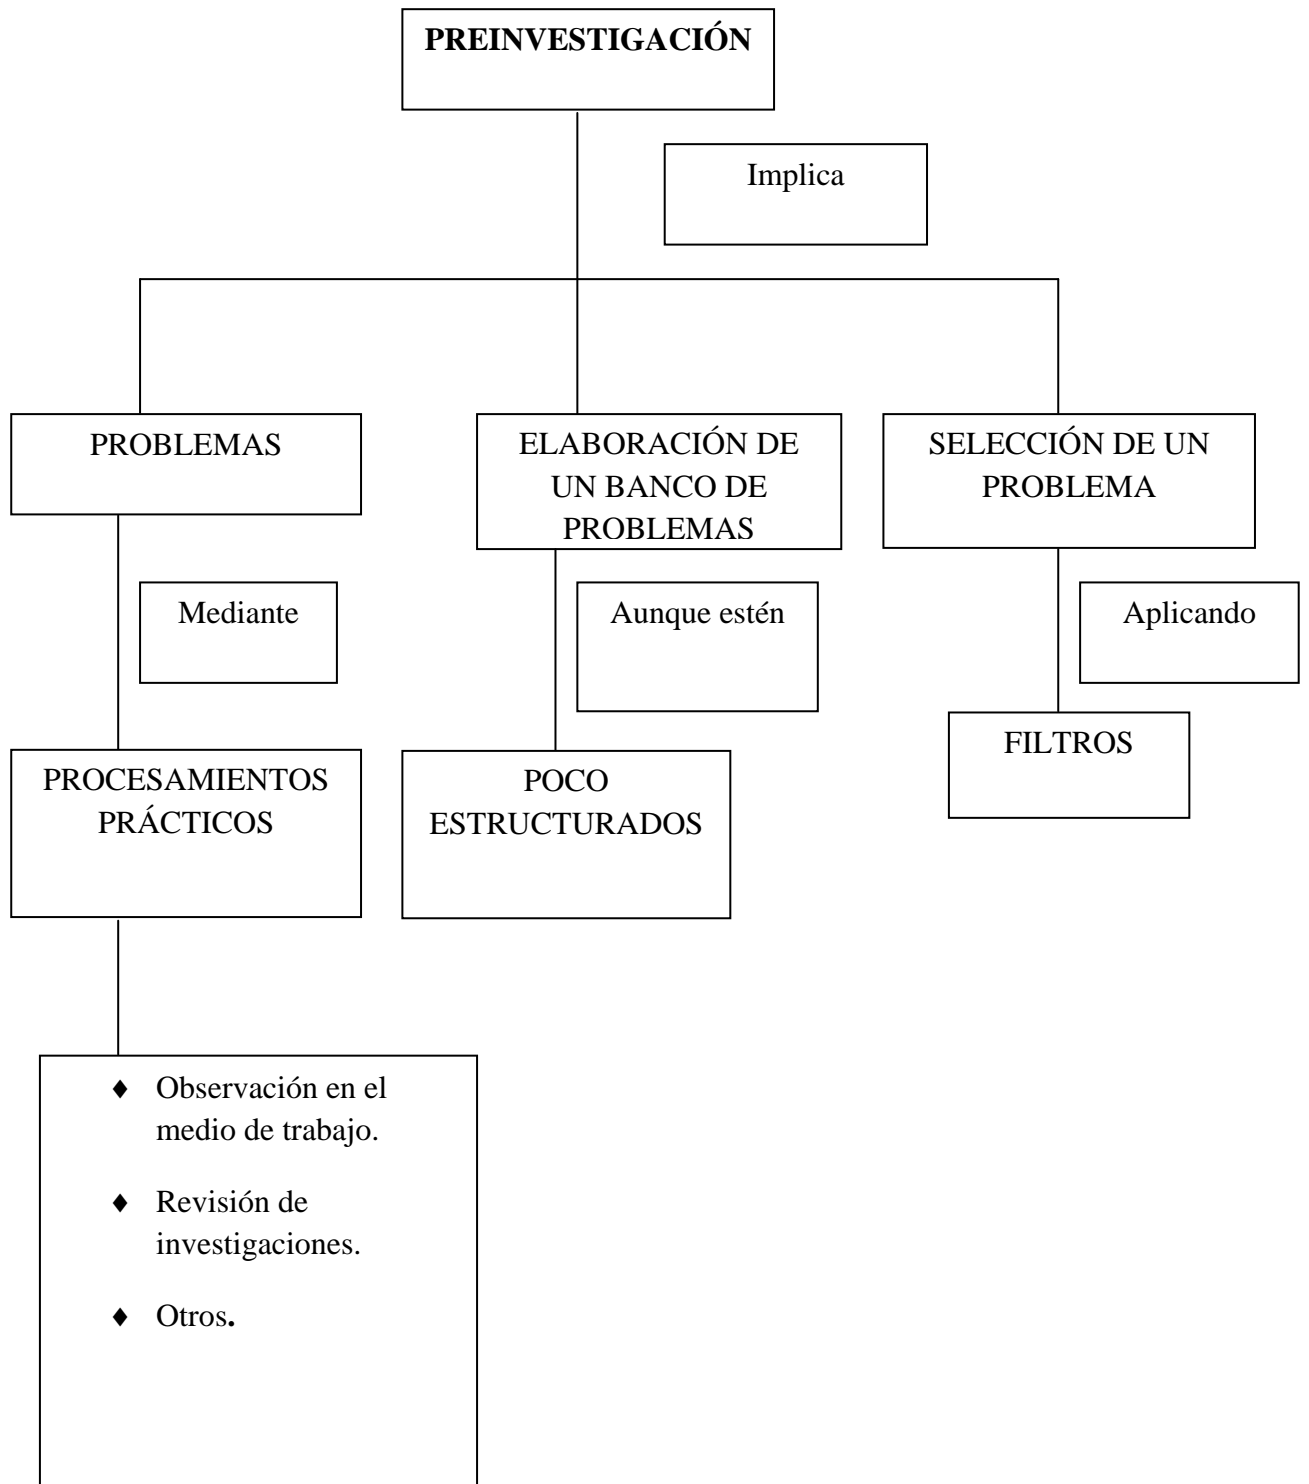 PREINVESTIGACIÓN
Implica
PROBLEMAS
ELABORACIÓN DE
UN BANCO DE
PROBLEMAS
SELECCIÓN DE UN
PROBLEMA
Mediante
Aunque estén
Aplicando
PROCESAMIENTOS
PRÁCTICOS
POCO
ESTRUCTURADOS
FILTROS
♦ Observación en el
medio de trabajo.
♦ Revisión de
investigaciones.
♦ Otros.